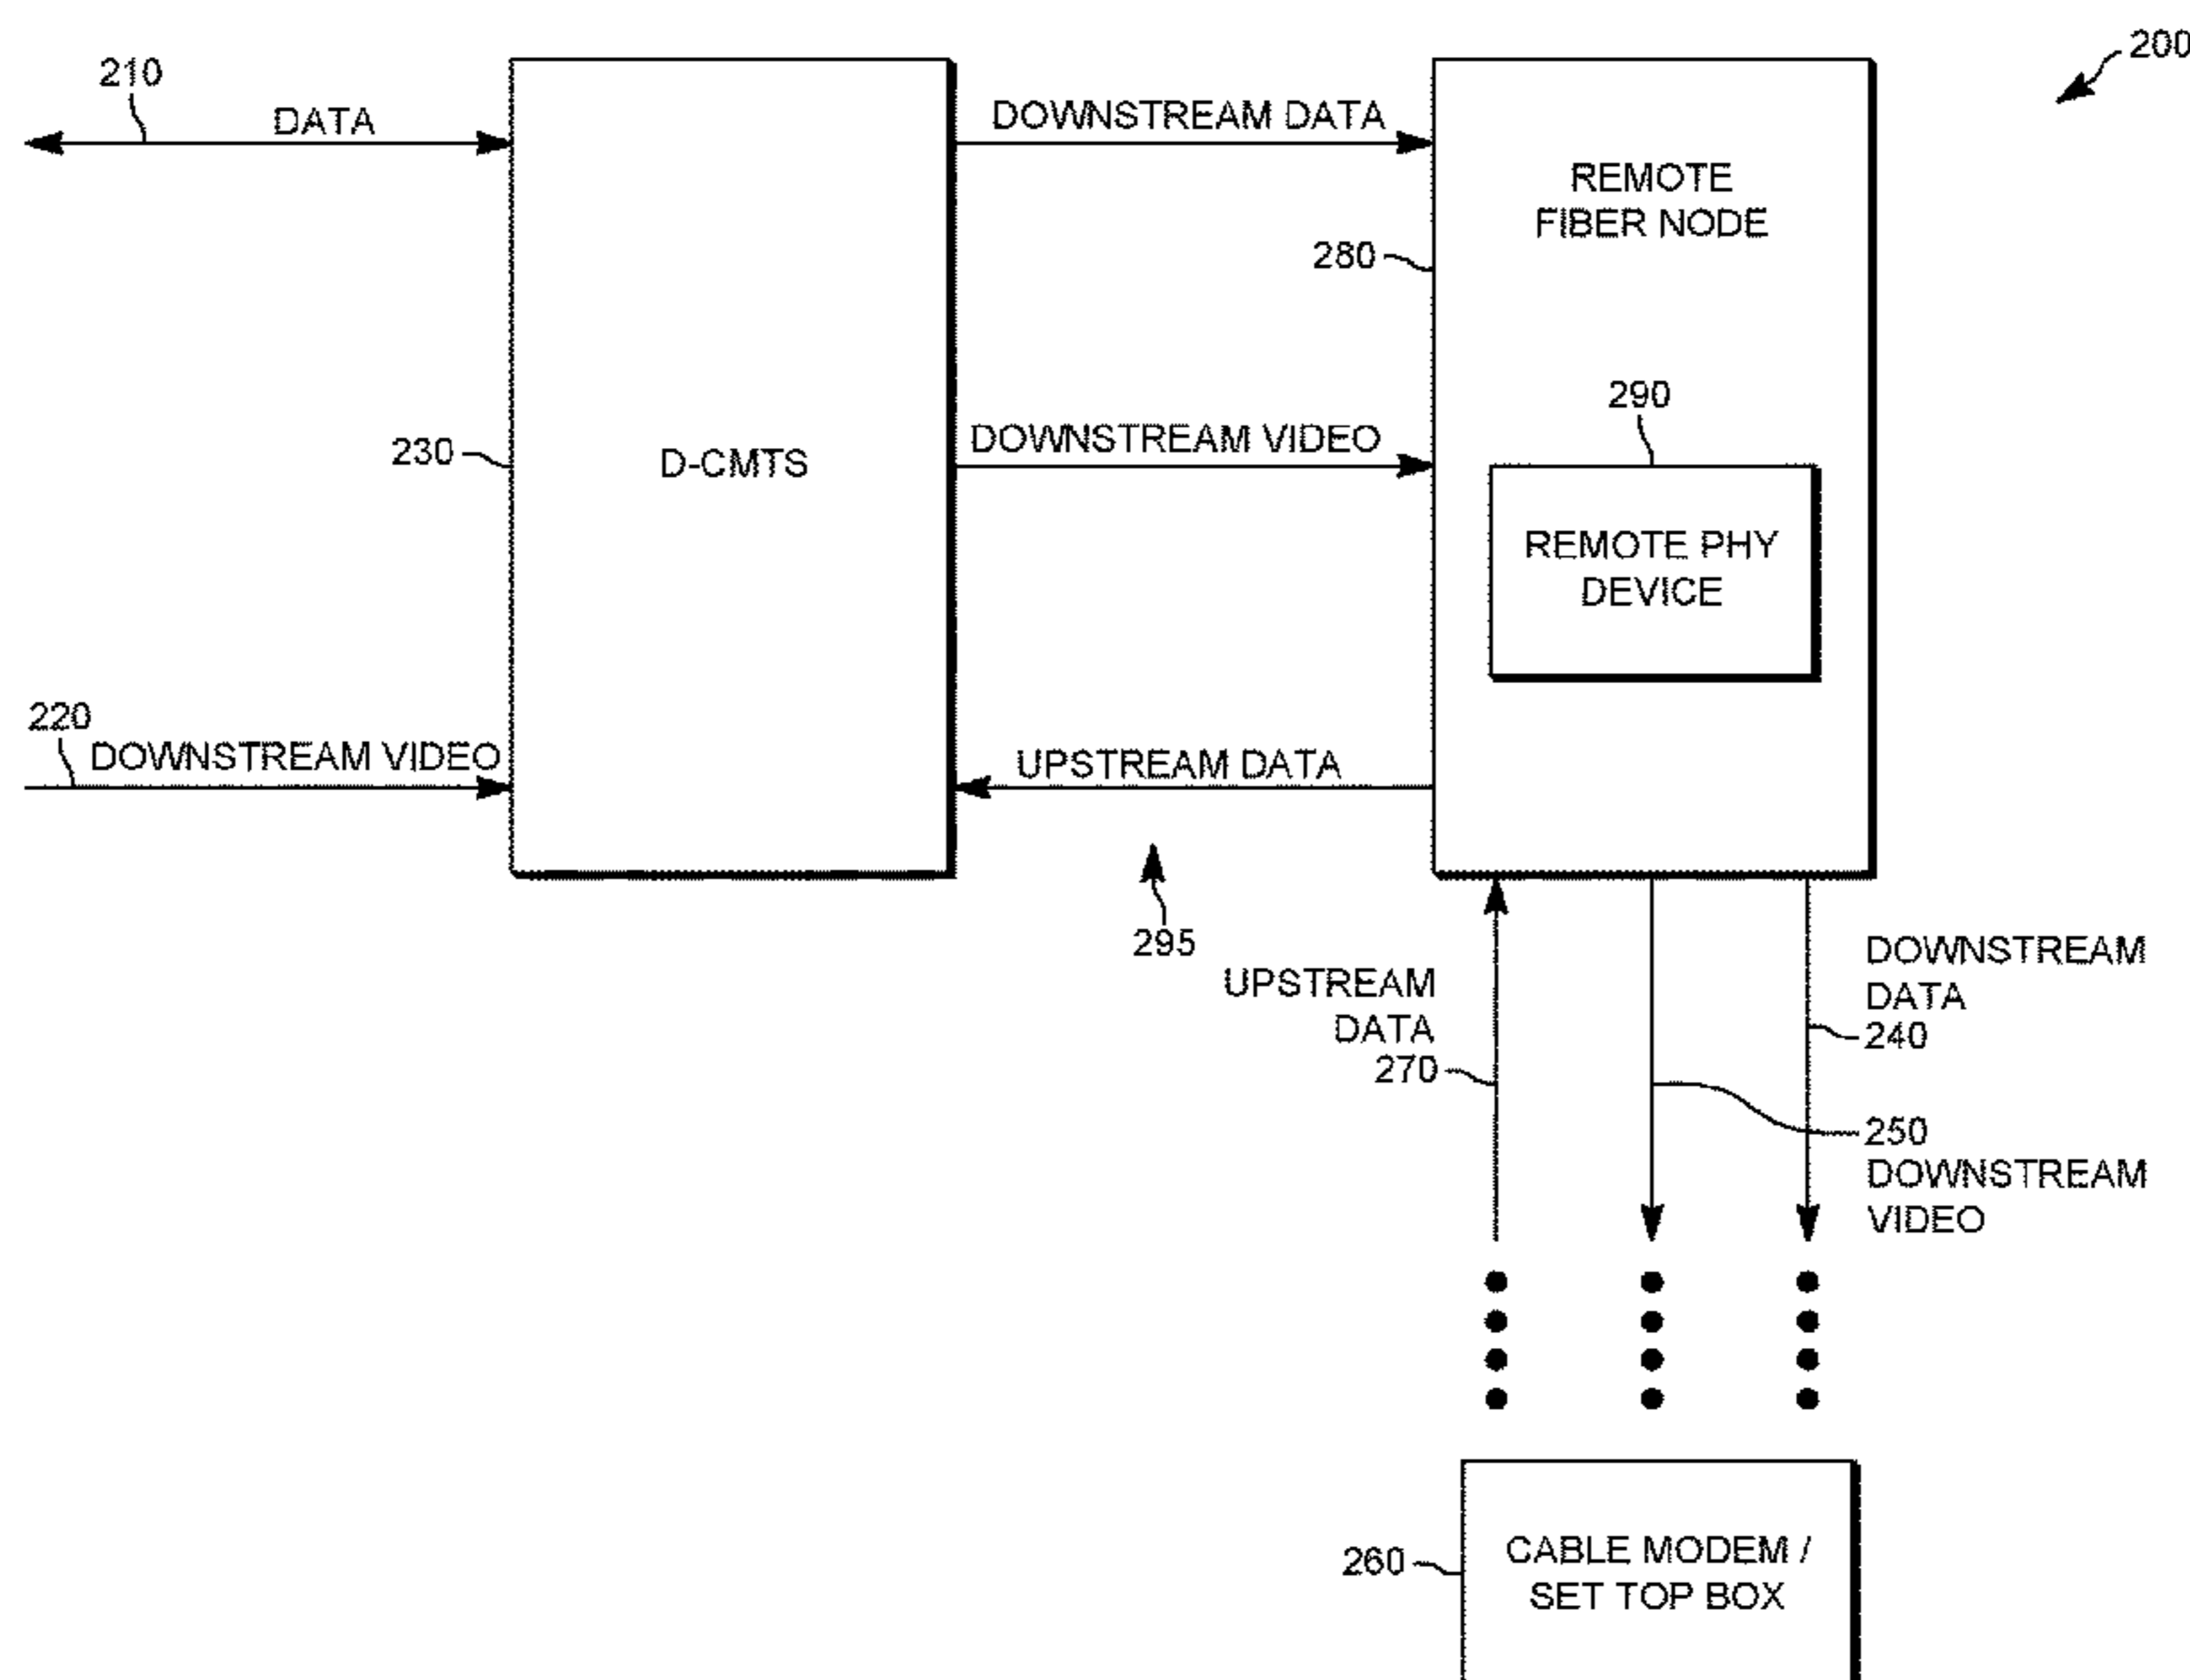 200
210
DATA
DOWNSTREAM DATA
REMOTE
FIBER NODE
280
290
230
D-CMTS
DOWNSTREAM VIDEO
REMOTE PHY
DEVICE
220
DOWNSTREAM VIDEO
UPSTREAM DATA
295
UPSTREAM
DATA
270
DOWNSTREAM
DATA
240
250
DOWNSTREAM
VIDEO
260
CABLE MODEM /
SET TOP BOX